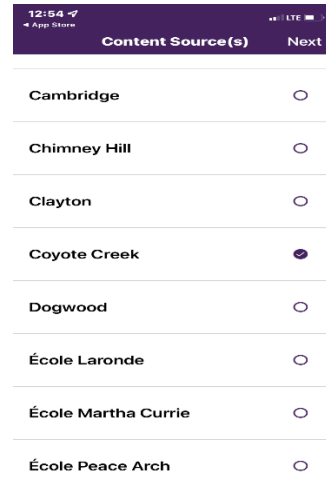 12:54
◀ App Store
LTE
Content Source(s)
Next
Cambridge
Chimney Hill
Clayton
Coyote Creek
Dogwood
École Laronde
École Martha Currie
École Peace Arch